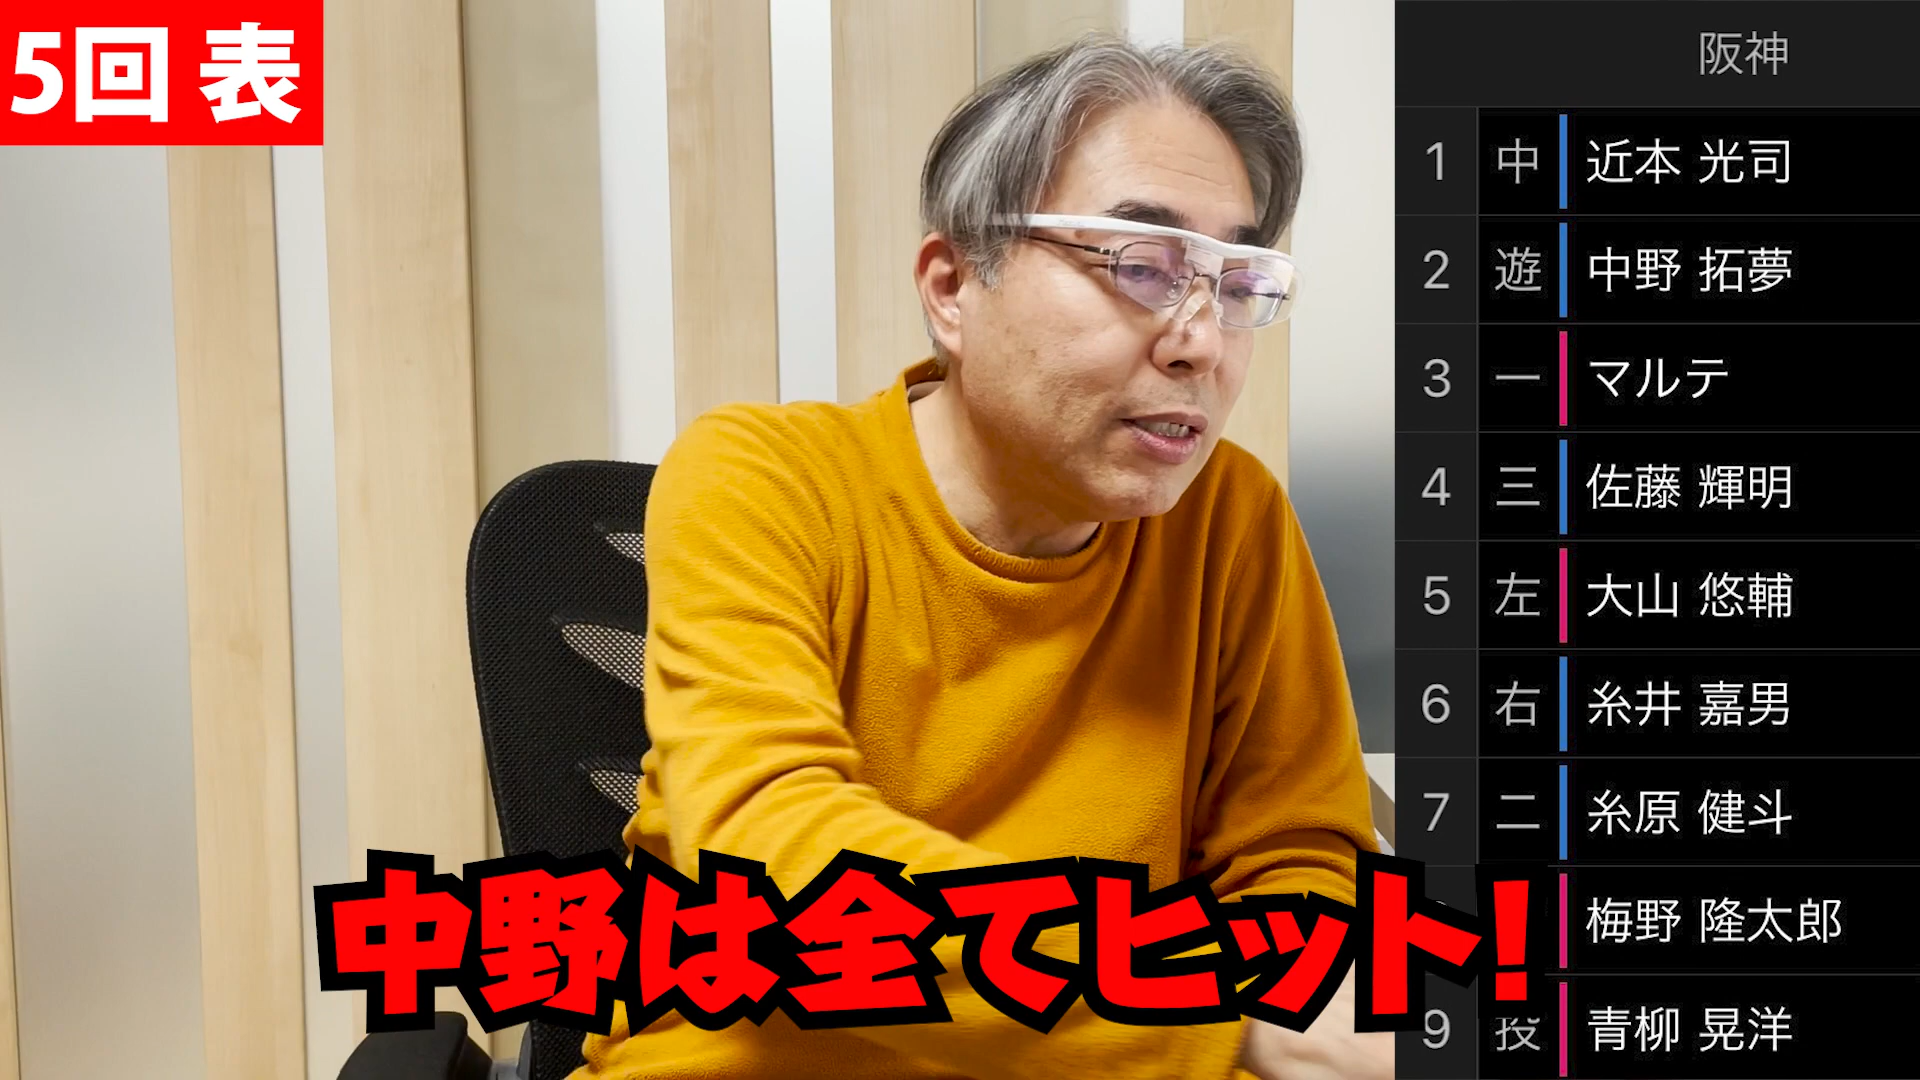 5回 表
阪神
1 中 近本 光司
2 遊 中野 拓夢
3 一 マルテ
4 三 佐藤 輝明
5 左 大山 悠輔
6 右 糸井 嘉男
7 二 糸原 健斗
梅野 隆太郎
9 投 青柳 晃洋
中野は全てヒット!